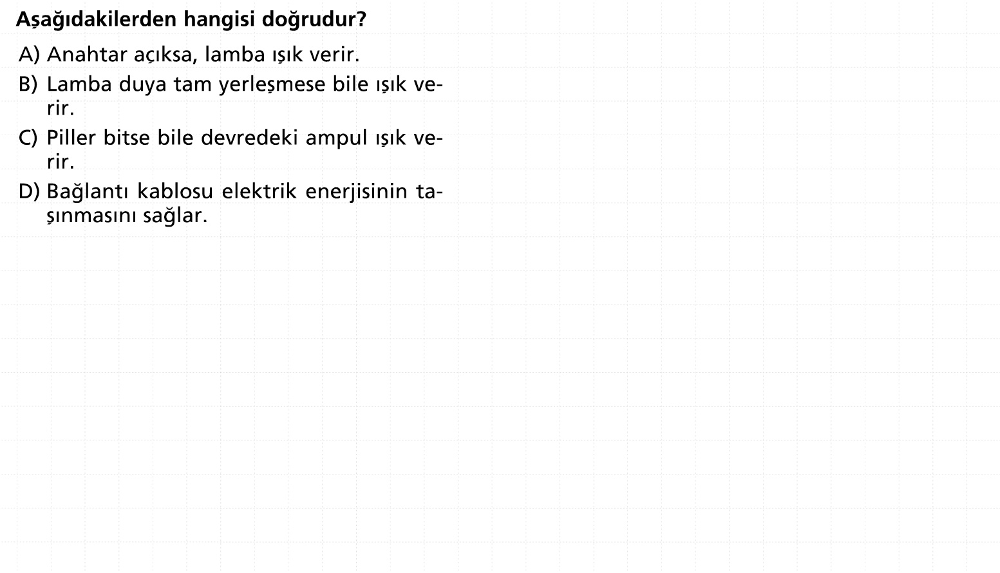 Aşağıdakilerden hangisi doğrudur?
A) Anahtar açıksa, lamba ışık verir.
B) Lamba duya tam yerleşmese bile ışık ve-
rir.
C) Piller bitse bile devredeki ampul ışık ve-
rir.
D) Bağlantı kablosu elektrik enerjisinin ta-
şınmasını sağlar.